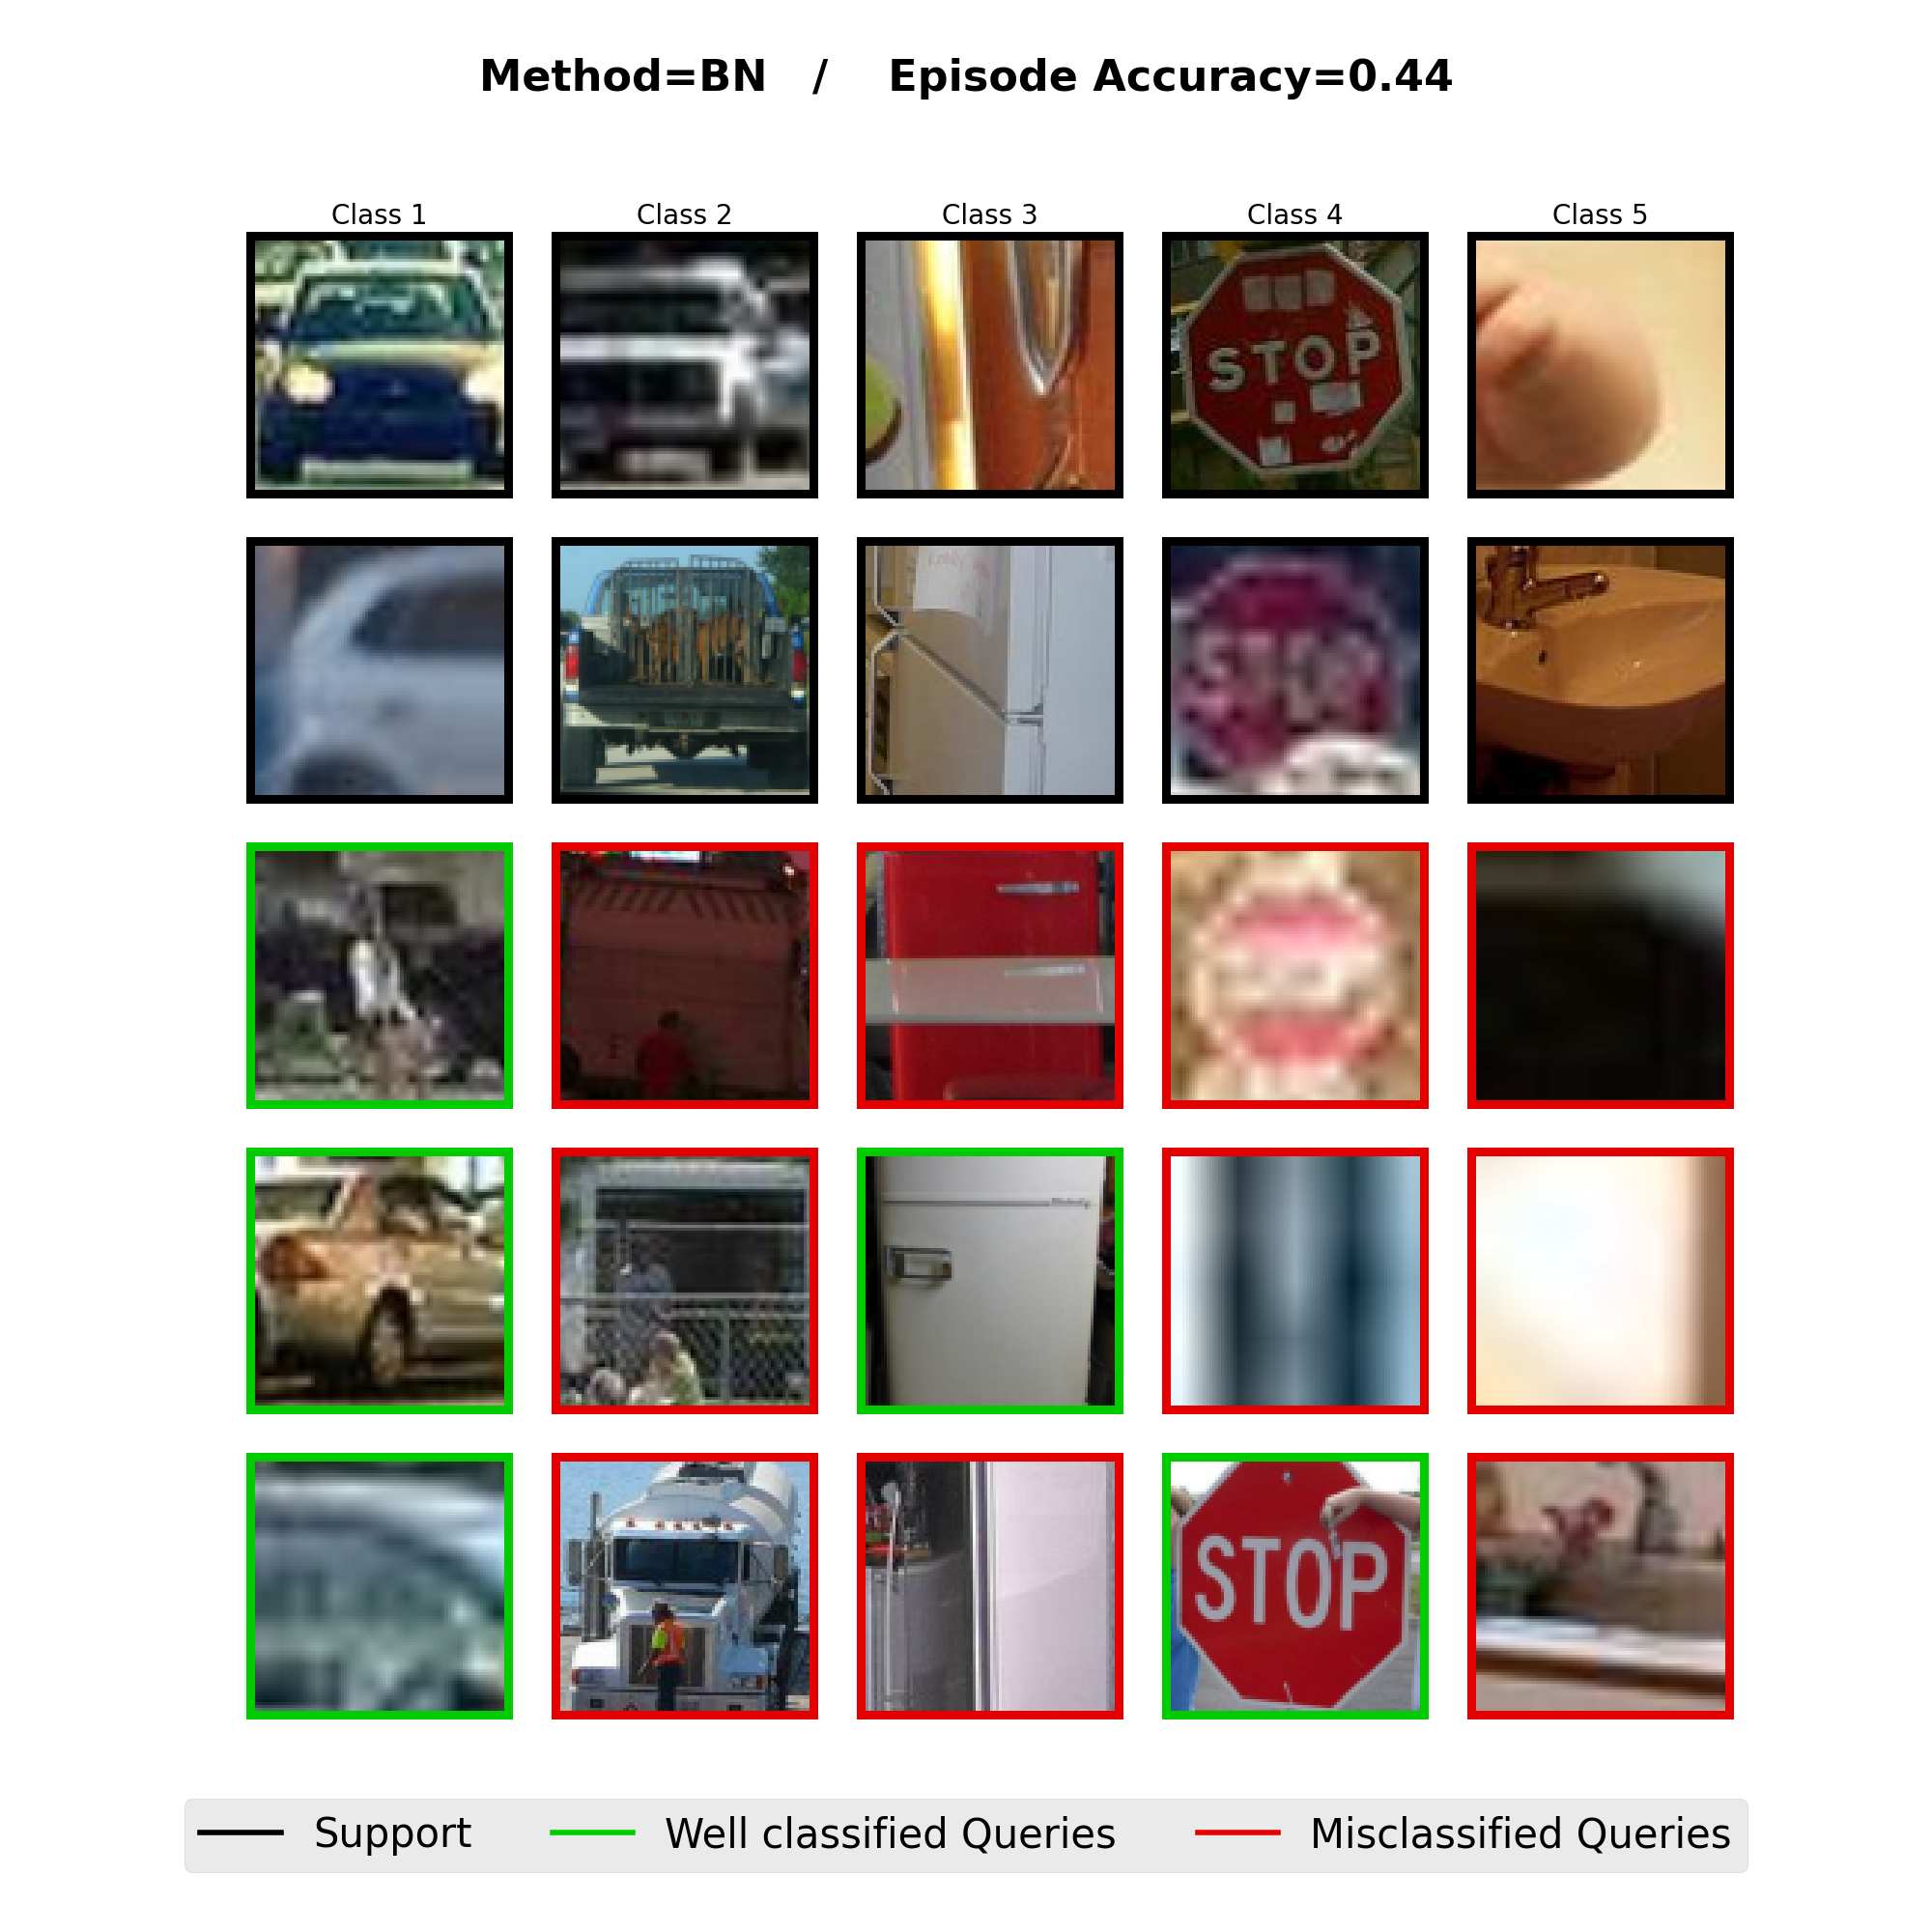 Method=BN / Episode Accuracy=0.44
Class 1 Class 2 Class 3 Class 4 Class 5
STOP
STOP
STOP
Support Well classified Queries Misclassified Queries